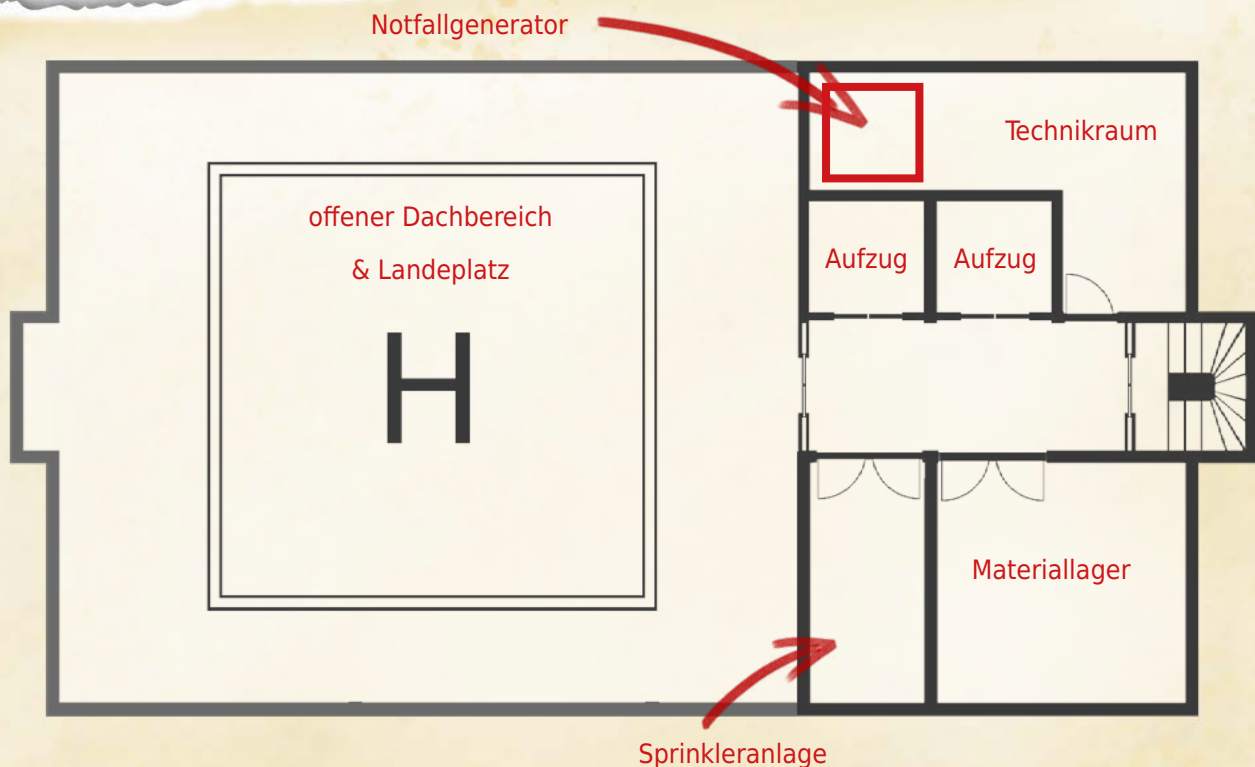 Notfallgenerator
Technikraum
offener Dachbereich
& Landeplatz
Aufzug
Aufzug
H
Materiallager
Sprinkleranlage